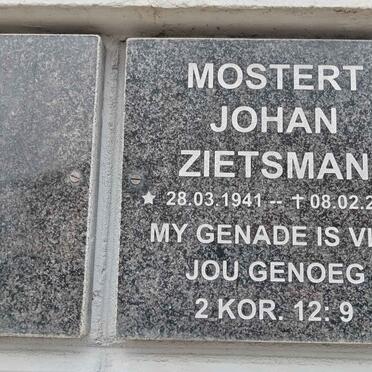 MOSTERT
JOHAN
ZIETSMAN
28.03.1941 -- † 08.02.2
MY GENADE IS VI
JOU GENOEG
2 KOR. 12: 9